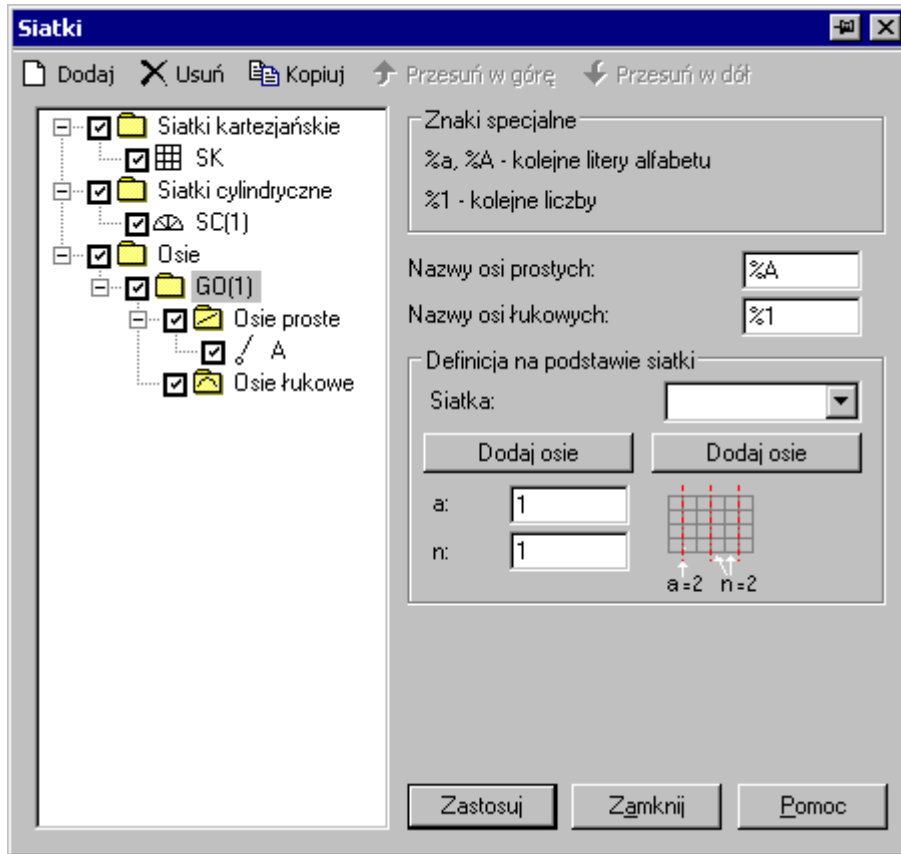 Siatki
Dodaj Usuń Kopiuj Przesuń w górę Przesuń w dół
Siatki kartezjańskie
SK
Siatki cylindryczne
SC(1)
Osie
GO(1)
Osie proste
A
Osie łukowe
Znaki specjalne
%a, %A - kolejne litery alfabetu
%1 - kolejne liczby
Nazwy osi prostych: %A
Nazwy osi łukowych: %1
Definicja na podstawie siatki
Siatka:
Dodaj osie Dodaj osie
a: 1
n: 1
a=2 n=2
Zastosuj Zamknij Pomoc